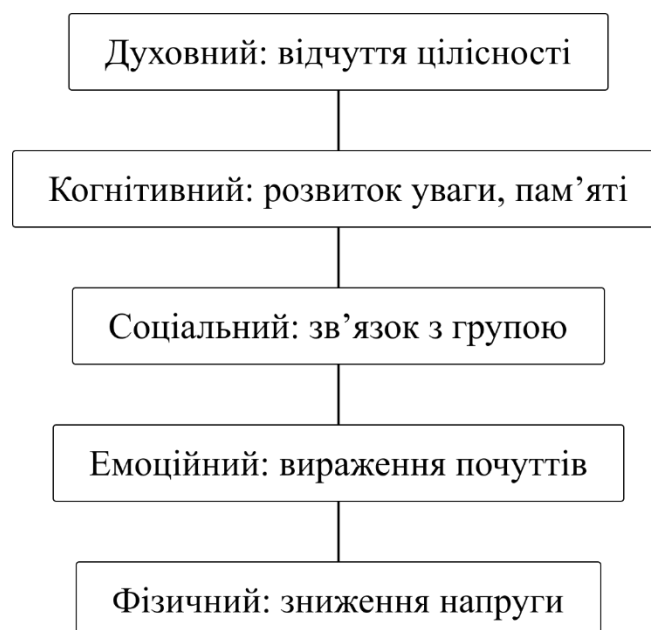 Духовний: відчуття цілісності
Когнітивний: розвиток уваги, пам’яті
Соціальний: зв’язок з групою
Емоційний: вираження почуттів
Фізичний: зниження напруги